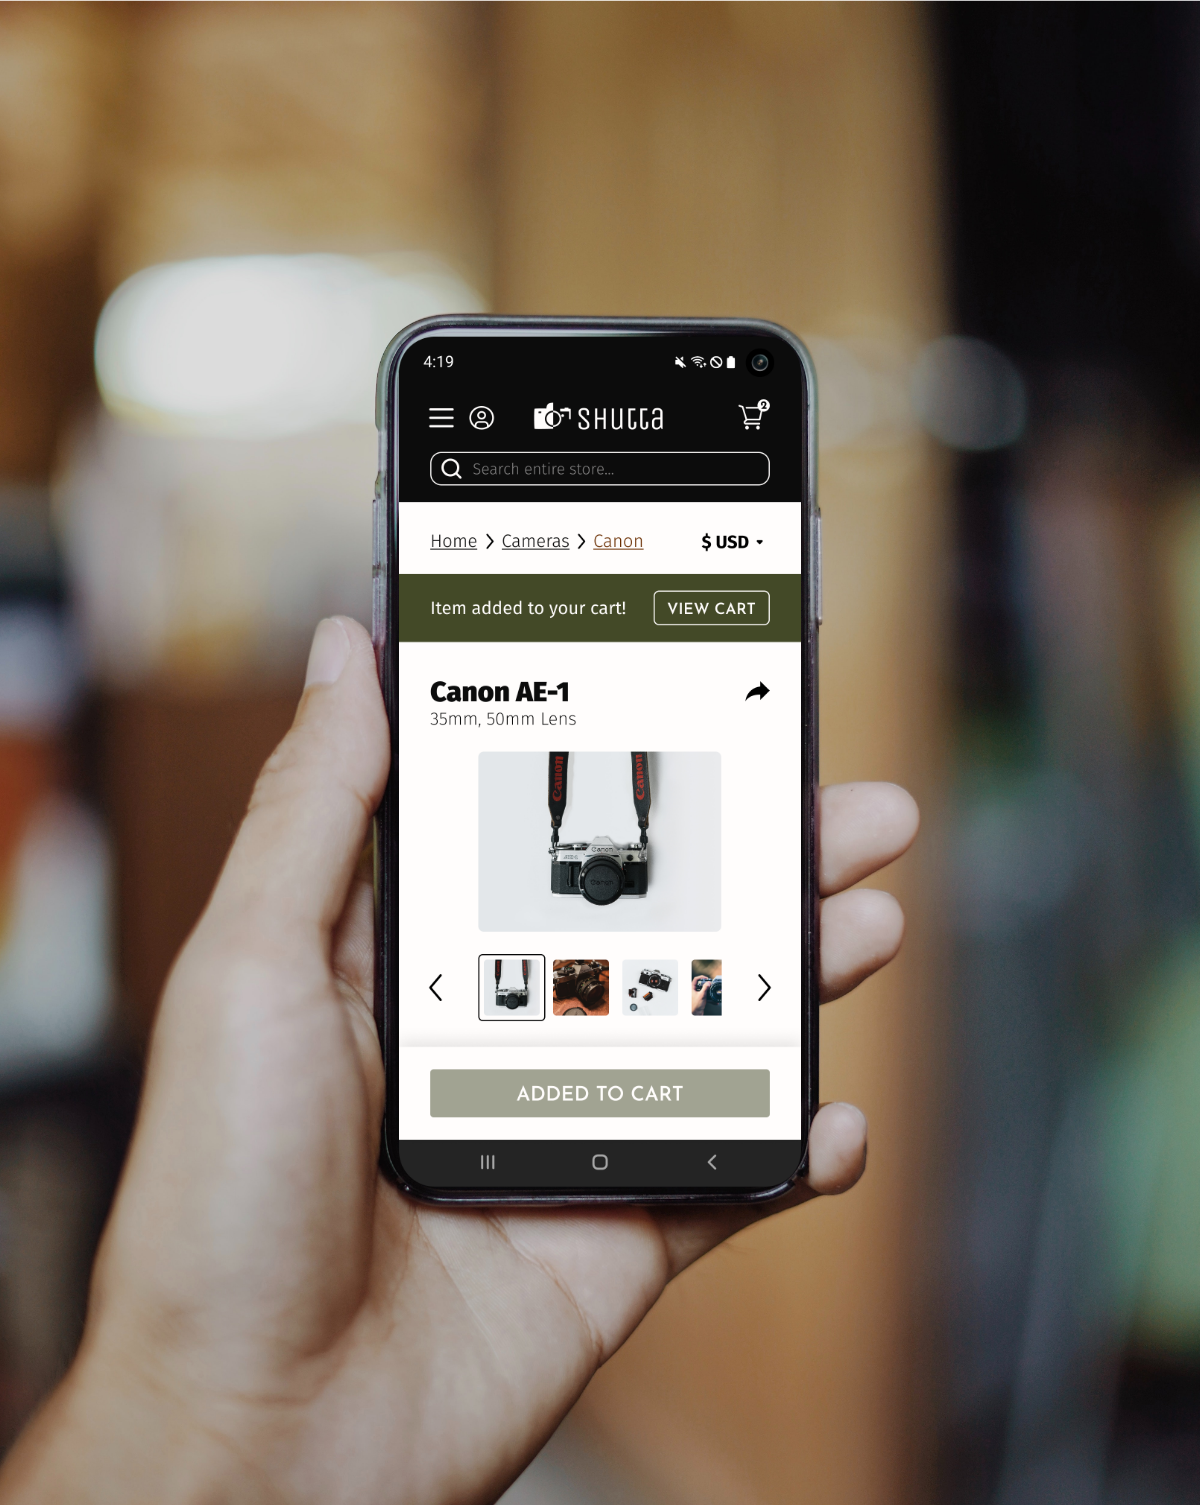 4:19
SHUTTA
2
Search entire store...
Home > Cameras > Canon
$ USD
Item added to your cart!
VIEW CART
Canon AE-1
35mm, 50mm Lens
Canon
Canon
Canon
Canon
ADDED TO CART